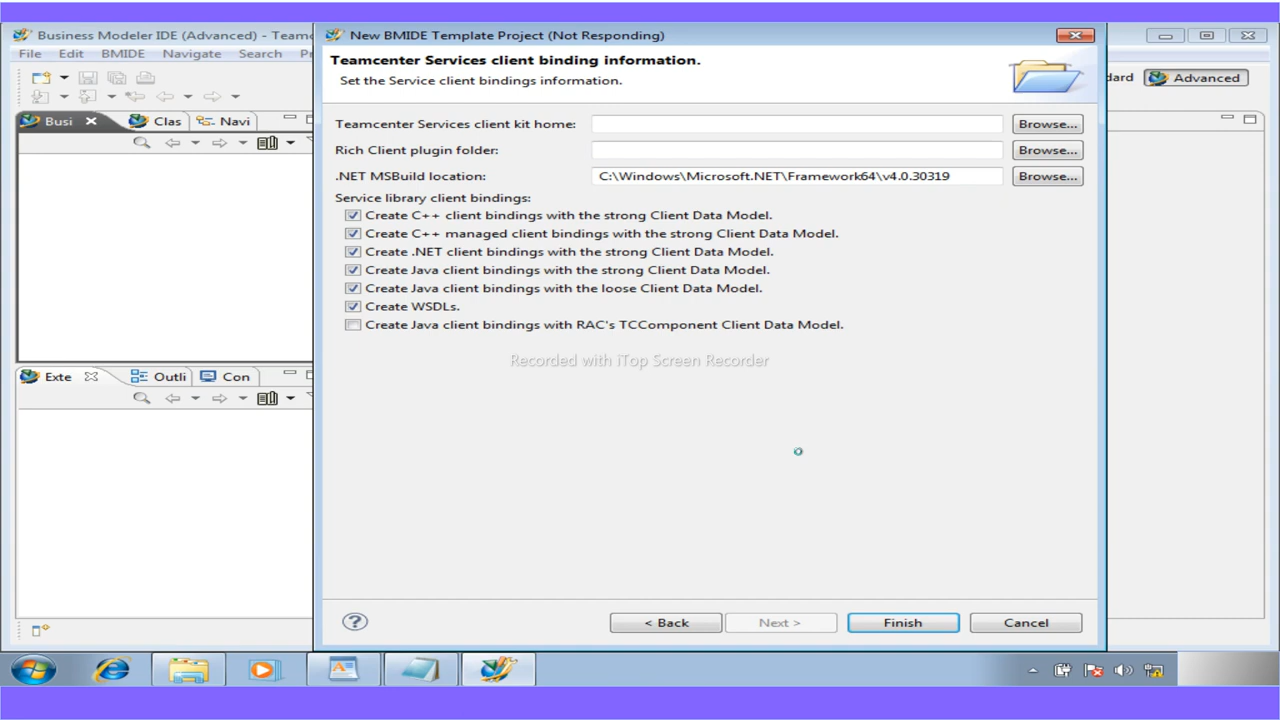 Business Modeler IDE (Advanced) - Teamc
New BMIDE Template Project (Not Responding)
File Edit BMIDE Navigate Search
Teamcenter Services client binding information.
Set the Service client bindings information.
dard Advanced
Busi Clas Navi
Teamcenter Services client kit home: Browse...
Rich Client plugin folder: Browse...
.NET MSBuild location: C:\Windows\Microsoft.NET\Framework64\v4.0.30319 Browse...
Service library client bindings:
Create C++ client bindings with the strong Client Data Model.
Create C++ managed client bindings with the strong Client Data Model.
Create .NET client bindings with the strong Client Data Model.
Create Java client bindings with the strong Client Data Model.
Create Java client bindings with the loose Client Data Model.
Create WSDLs.
Create Java client bindings with RAC's TCComponent Client Data Model.
Recorded with iTop Screen Recorder
Exte Outli Con
< Back Next > Finish Cancel